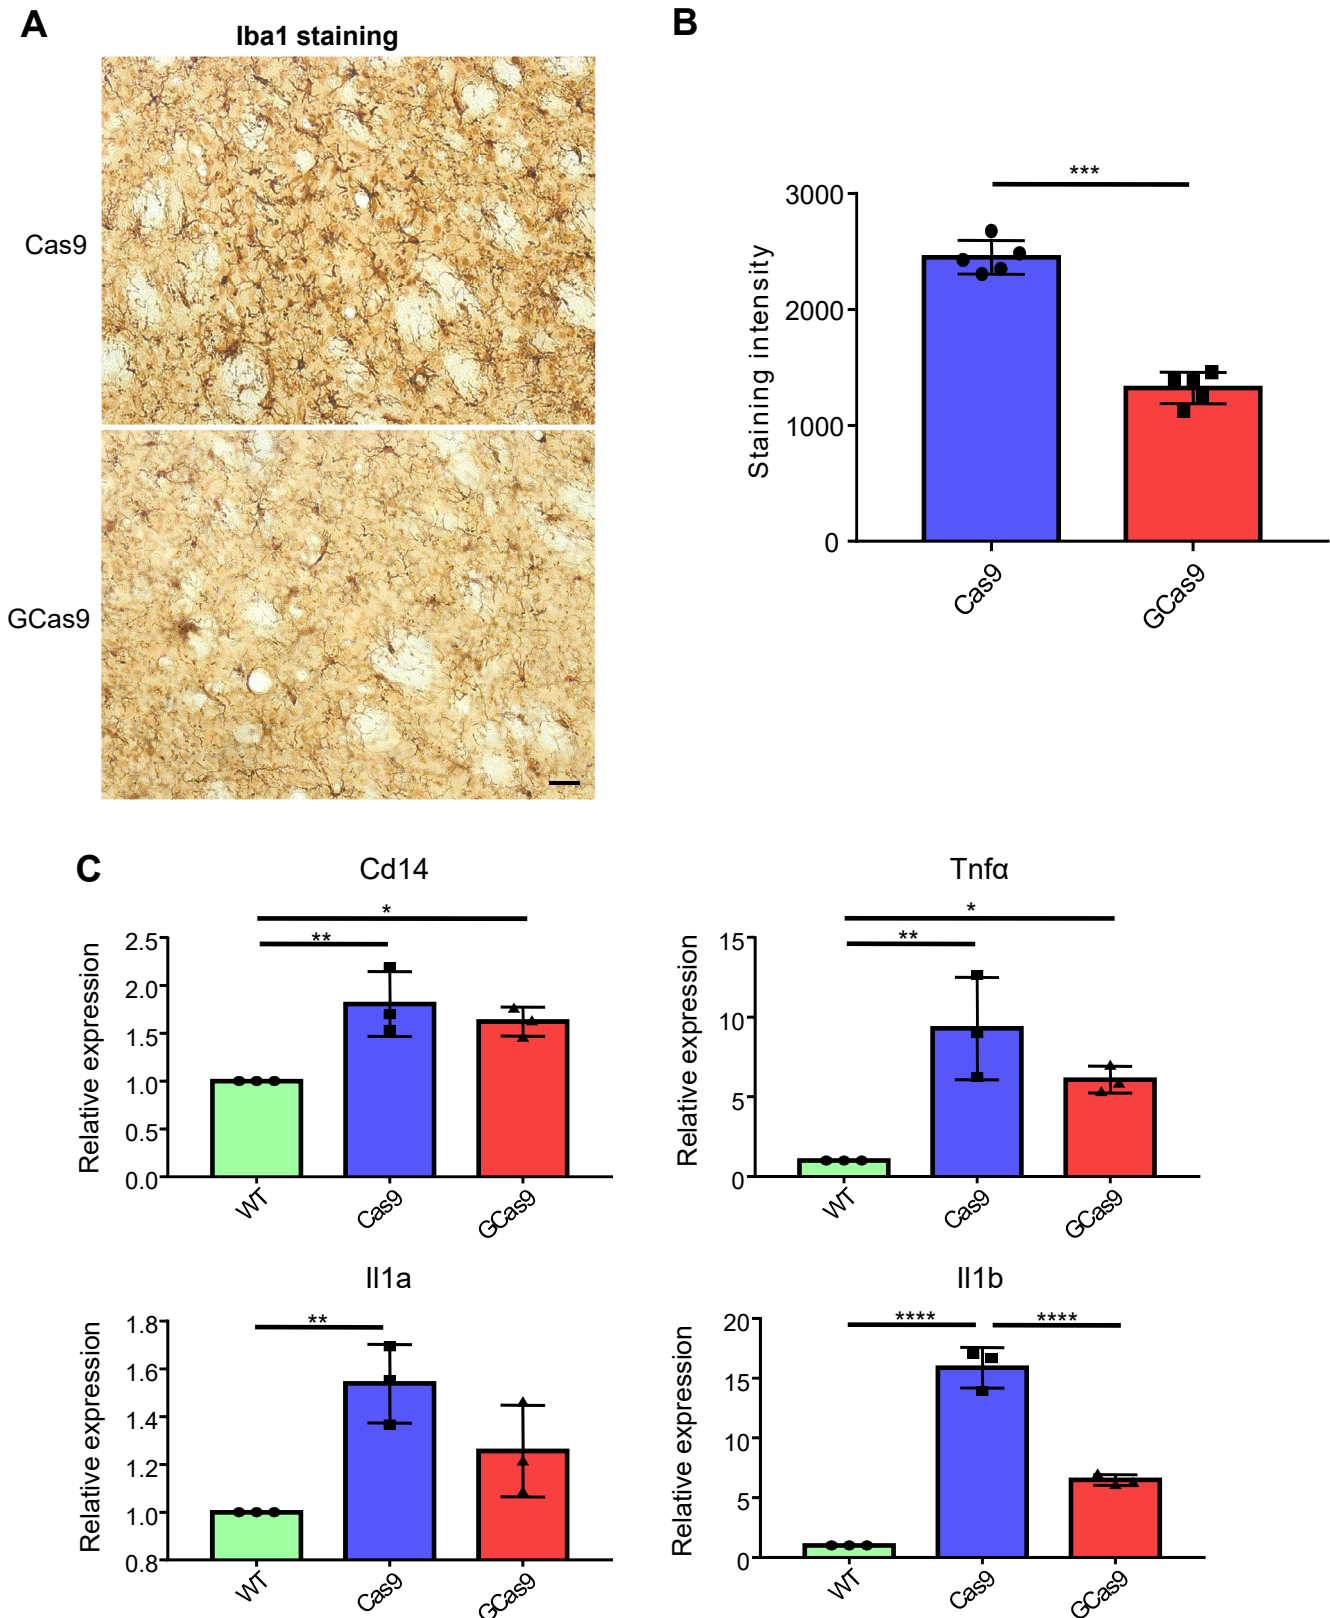 A
Iba1 staining
Cas9
GCas9
B
***
3000
2000
1000
0
Staining intensity
Cas9
GCas9
C
Cd14
*
**
2.5
2.0
1.5
1.0
0.5
0.0
Relative expression
WT
Cas9
GCas9
Tnfα
*
**
15
10
5
0
Relative expression
WT
Cas9
GCas9
Il1a
**
1.8
1.6
1.4
1.2
1.0
0.8
Relative expression
WT
Cas9
GCas9
Il1b
**** ****
20
15
10
5
0
Relative expression
WT
Cas9
GCas9